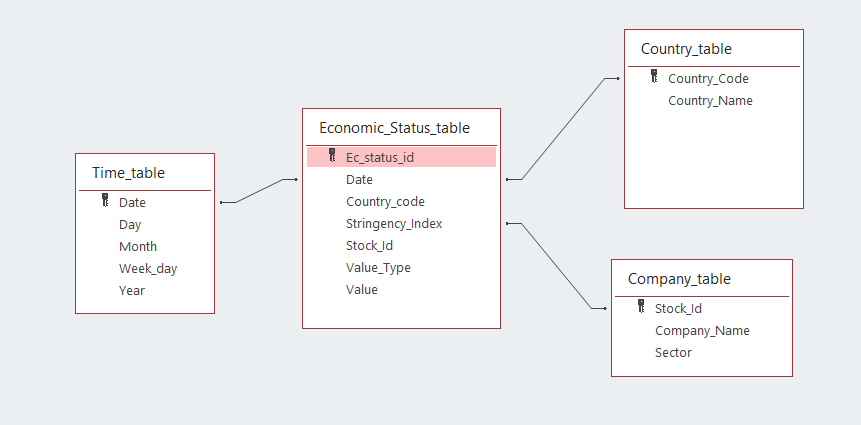 Time_table
Date
Day
Month
Week_day
Year
Economic_Status_table
Ec_status_id
Date
Country_code
Stringency_Index
Stock_Id
Value_Type
Value
Country_table
Country_Code
Country_Name
Company_table
Stock_Id
Company_Name
Sector